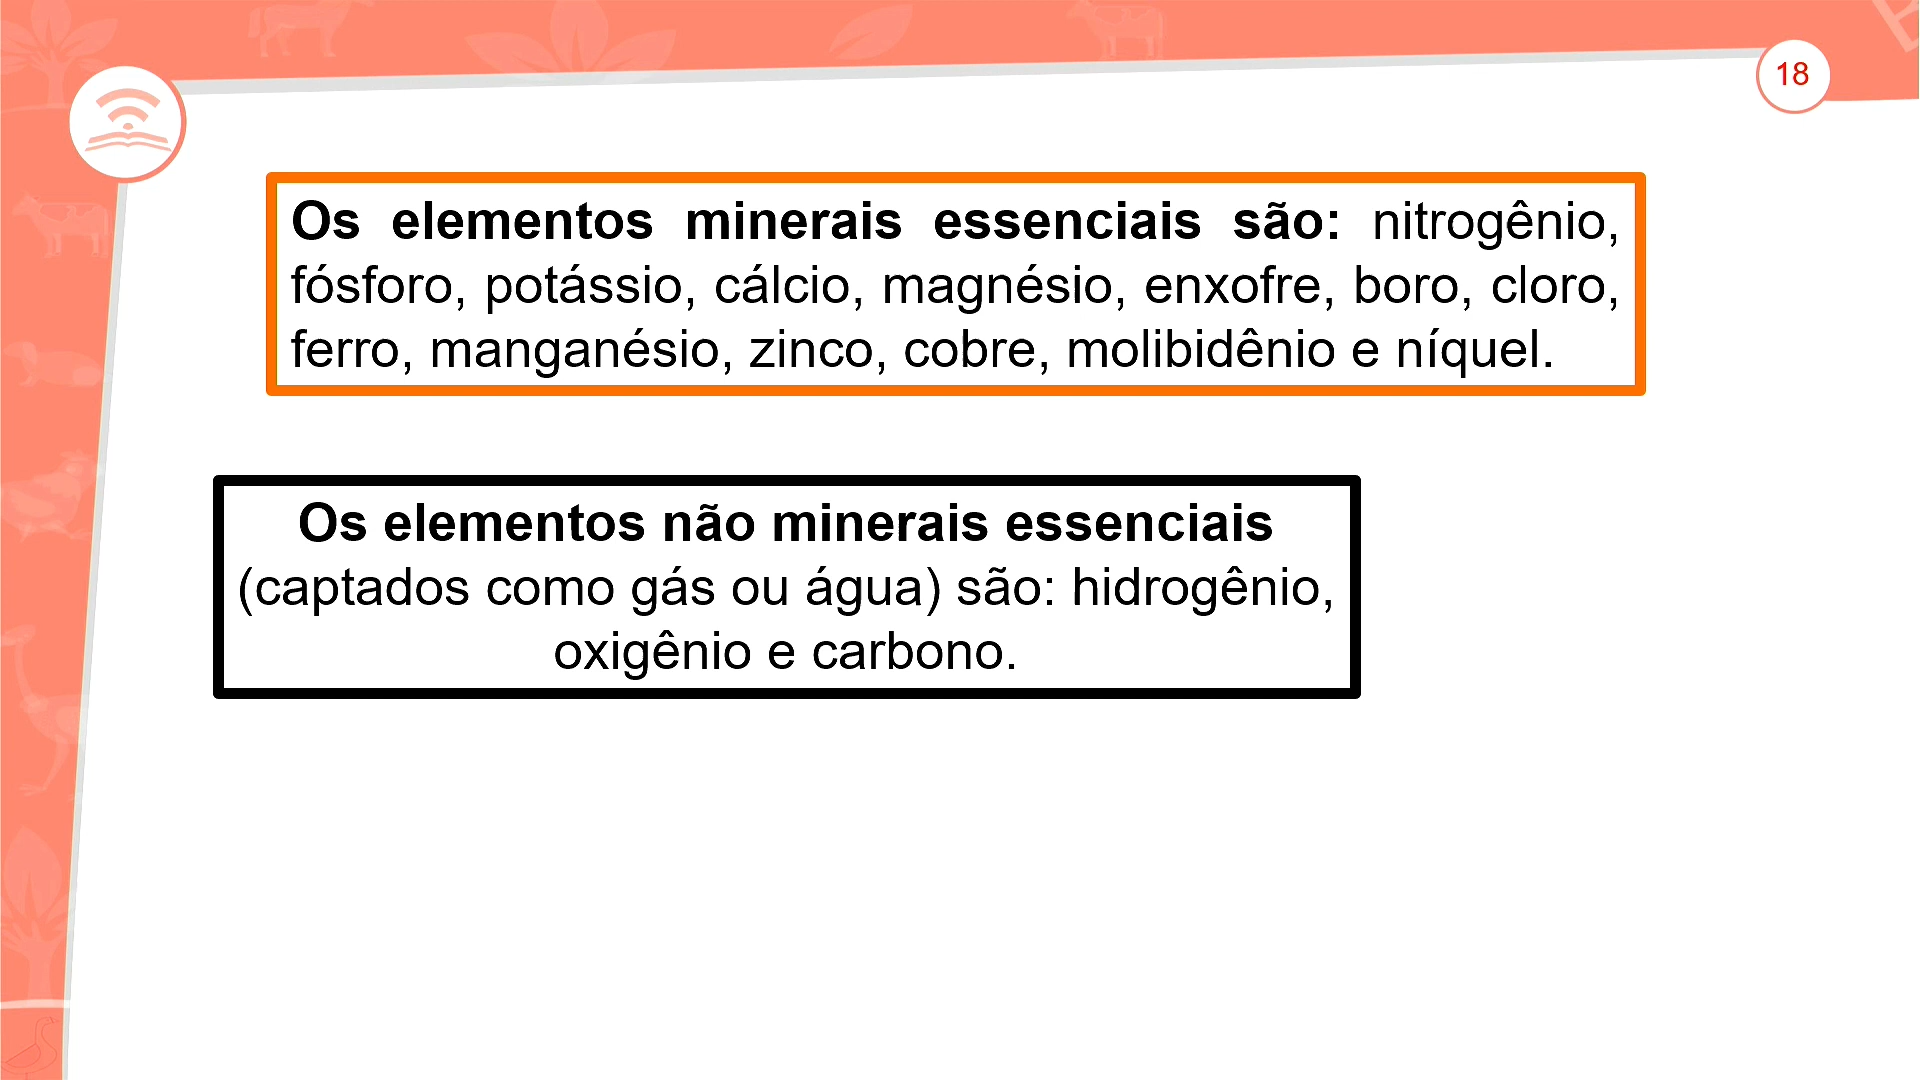 18
Os elementos minerais essenciais são: nitrogênio,
fósforo, potássio, cálcio, magnésio, enxofre, boro, cloro,
ferro, manganésio, zinco, cobre, molibidênio e níquel.
Os elementos não minerais essenciais
(captados como gás ou água) são: hidrogênio,
oxigênio e carbono.